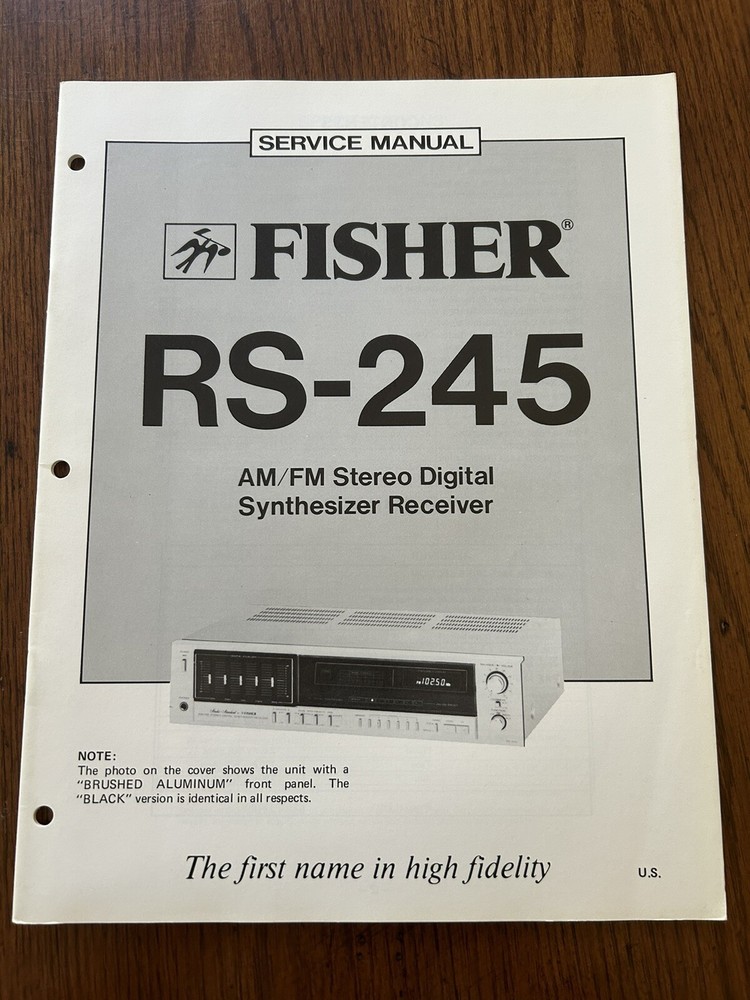 SERVICE MANUAL
FISHER®
RS-245
AM/FM Stereo Digital
Synthesizer Receiver
102.50
NOTE:
The photo on the cover shows the unit with a
"BRUSHED ALUMINUM" front panel. The
"BLACK" version is identical in all respects.
The first name in high fidelity
U.S.